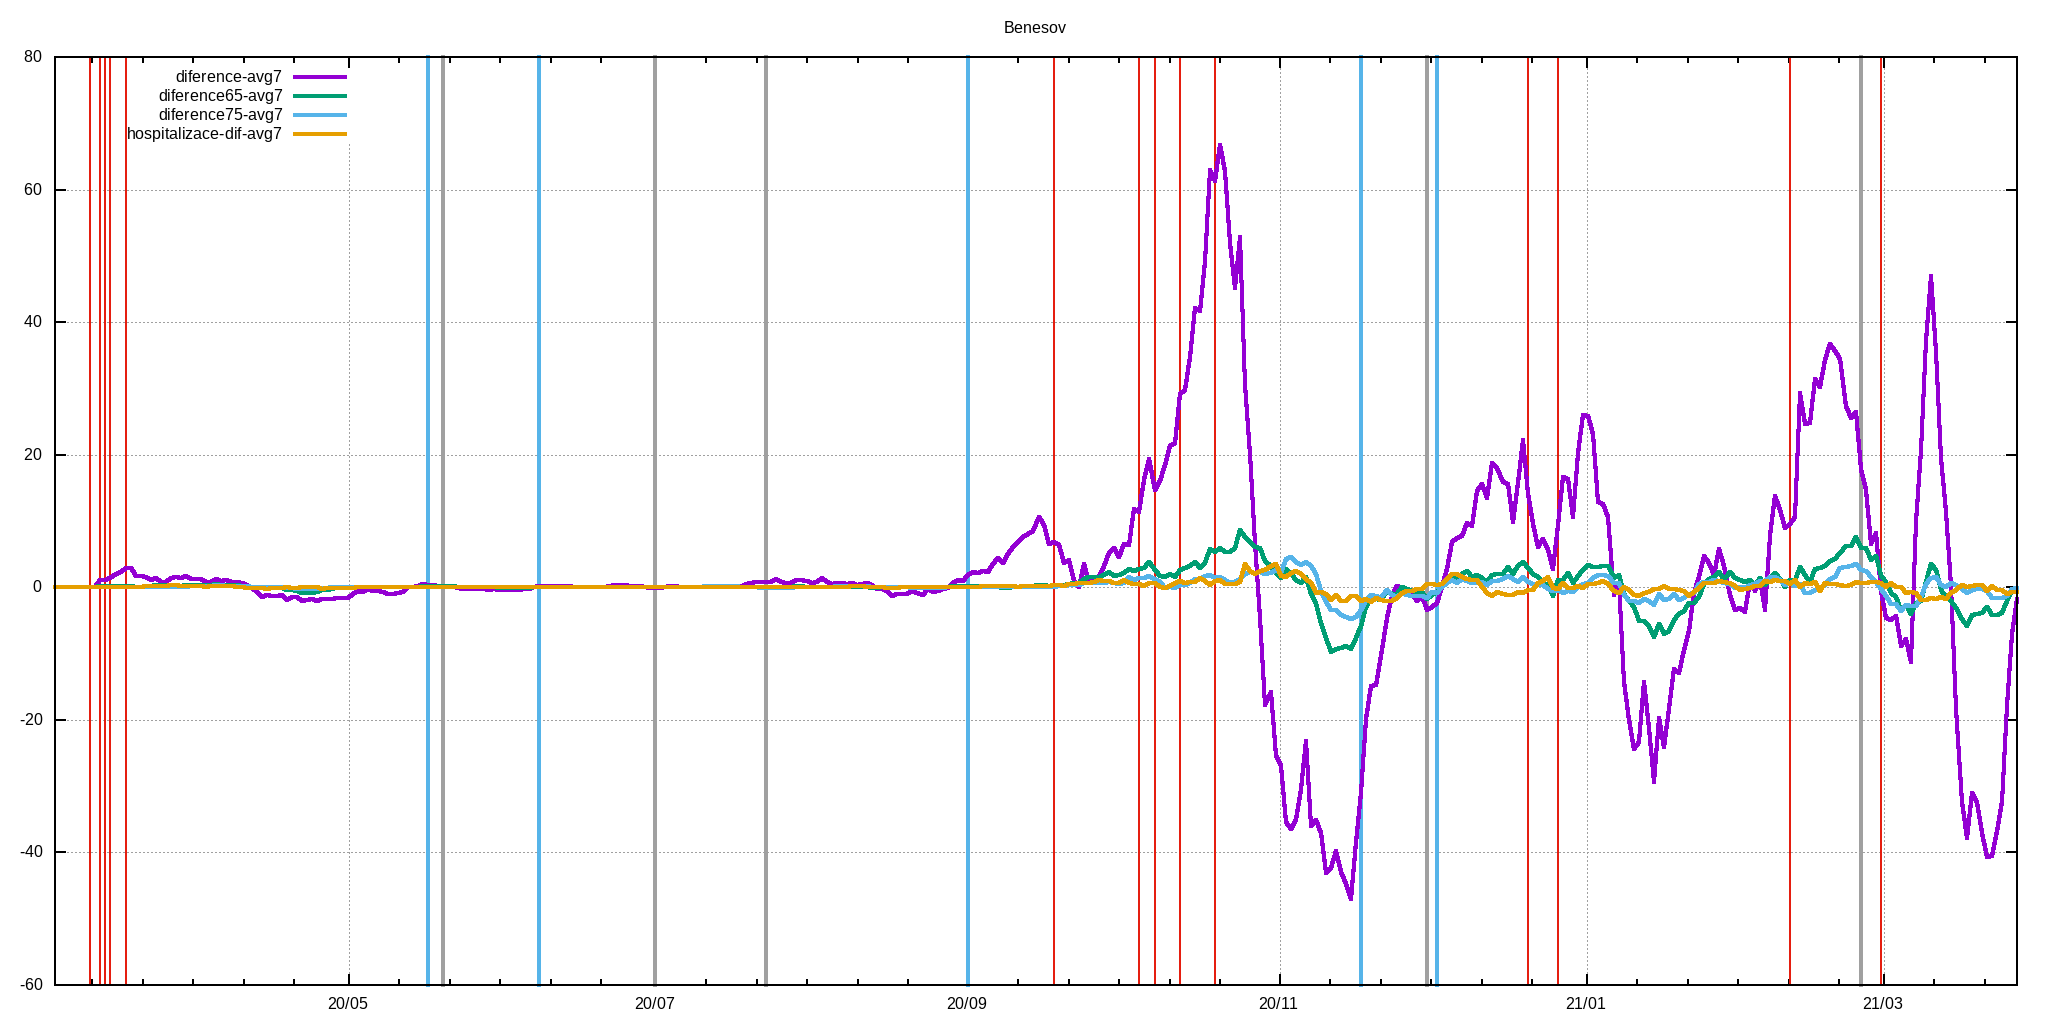 Benesov
80
diference-avg7
diference65-avg7
diference75-avg7
hospitalizace-dif-avg7
60
40
20
0
-20
-40
-60
20/05 20/07 20/09 20/11 21/01 21/03